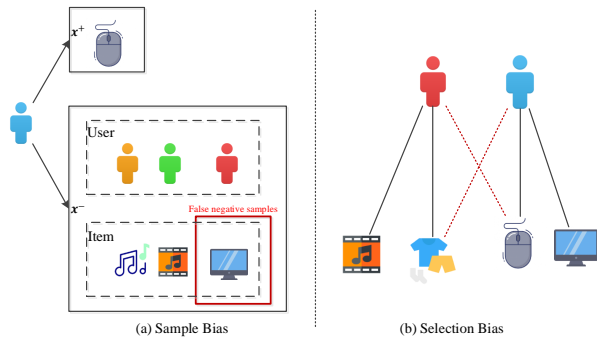 x⁺
User
x⁻
False negative samples
Item
(a) Sample Bias
(b) Selection Bias